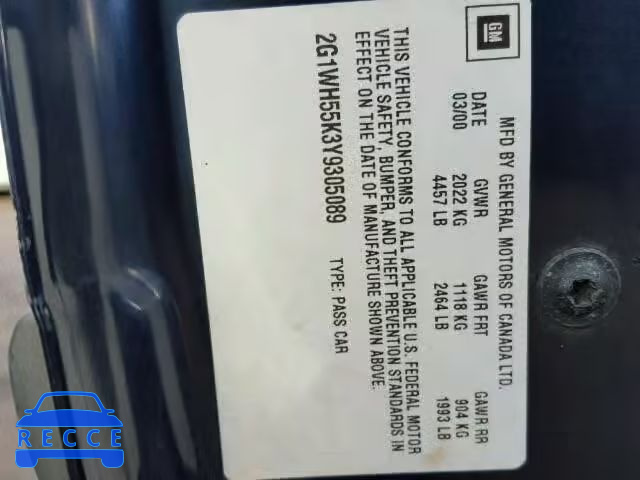 GM
MFD BY GENERAL MOTORS OF CANADA LTD.
DATE GVWR GAWR FRT GAWR RR
03/00 2022 KG 1118 KG 904 KG
4457 LB 2464 LB 1993 LB
THIS VEHICLE CONFORMS TO ALL APPLICABLE U.S. FEDERAL MOTOR
VEHICLE SAFETY, BUMPER, AND THEFT PREVENTION STANDARDS IN
EFFECT ON THE DATE OF MANUFACTURE SHOWN ABOVE.
2G1WH55K3Y9305089 TYPE: PASS CAR
RECCE